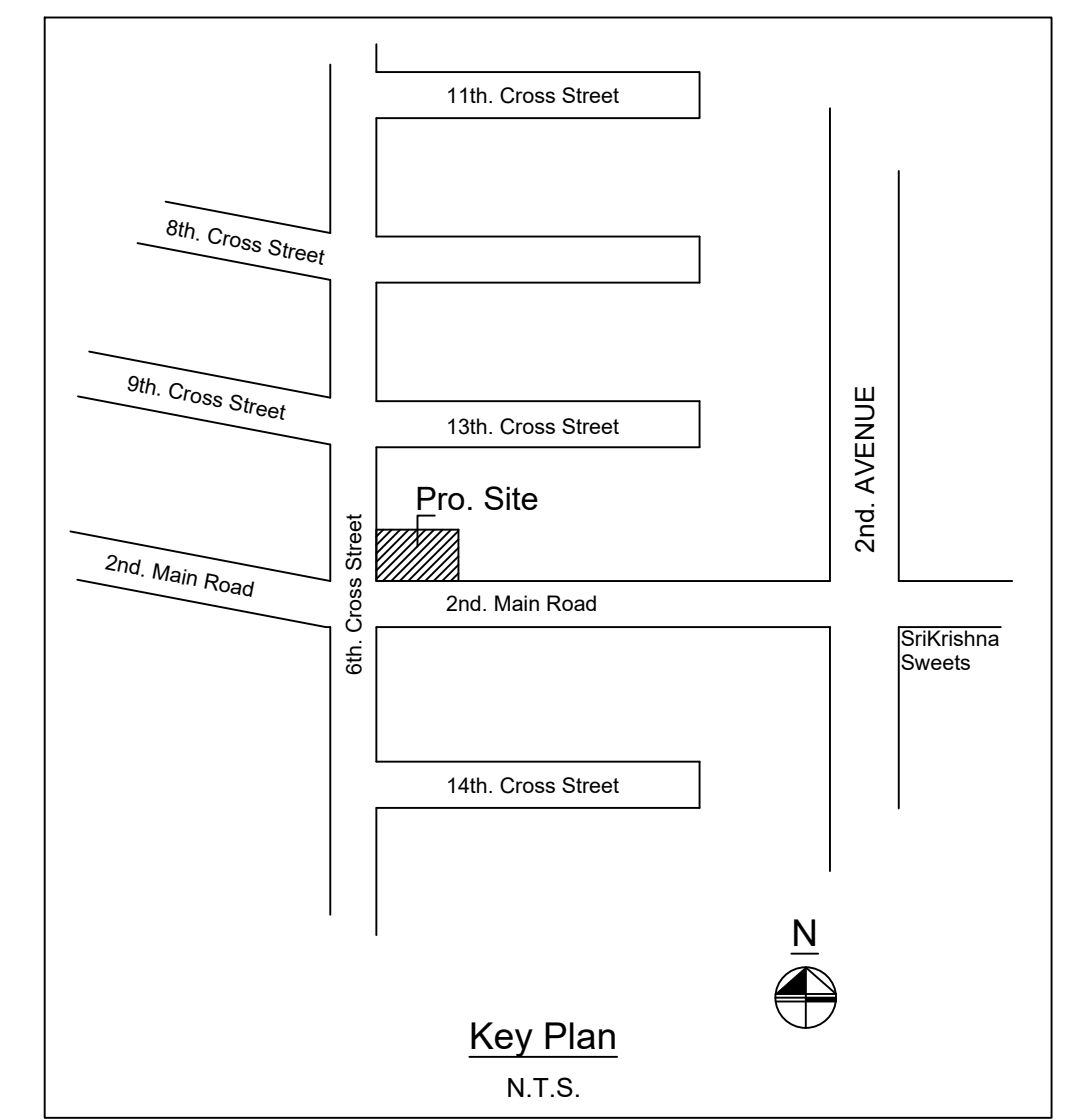 11th. Cross Street
8th. Cross Street
9th. Cross Street
13th. Cross Street
2nd. AVENUE
Pro. Site
6th. Cross Street
2nd. Main Road
2nd. Main Road
SriKrishna
Sweets
14th. Cross Street
N
Key Plan
N.T.S.